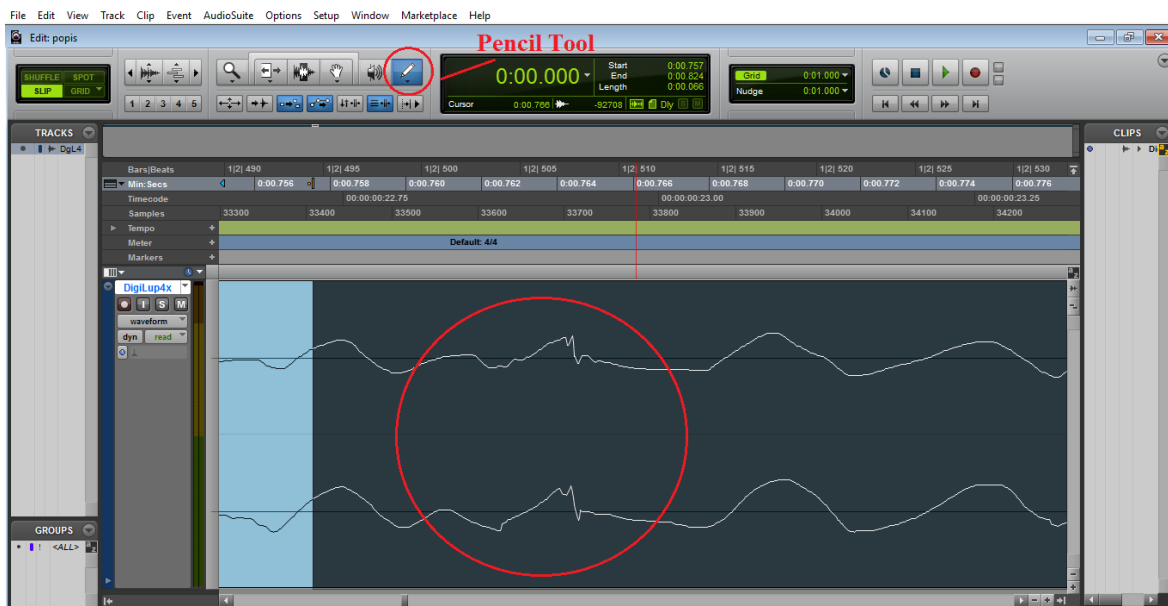 File Edit View Track Clip Event AudioSuite Options Setup Window Marketplace Help
Edit: popis
Pencil Tool
SHUFFLE SPOT
SLIP GRID
1 2 3 4 5
0:00.000
Start 0:00.757
End 0:00.824
Length 0:00.066
Cursor 0:00.766 -92708 Dly S M
Grid 0:01.000
Nudge 0:01.000
TRACKS
DgL4
CLIPS
Di
Bars|Beats 1|2| 490 1|2| 495 1|2| 500 1|2| 505 1|2| 510 1|2| 515 1|2| 520 1|2| 525 1|2| 530
Min:Secs 0:00.756 0:00.758 0:00.760 0:00.762 0:00.764 0:00.766 0:00.768 0:00.770 0:00.772 0:00.774 0:00.776
Timecode 00:00:00:22.75 00:00:00:23.00 00:00:00:23.25
Samples 33300 33400 33500 33600 33700 33800 33900 34000 34100 34200
Tempo
Meter Default: 4/4
Markers
DigiLup4x
I S M
waveform
dyn read
GROUPS
! <ALL>
a z